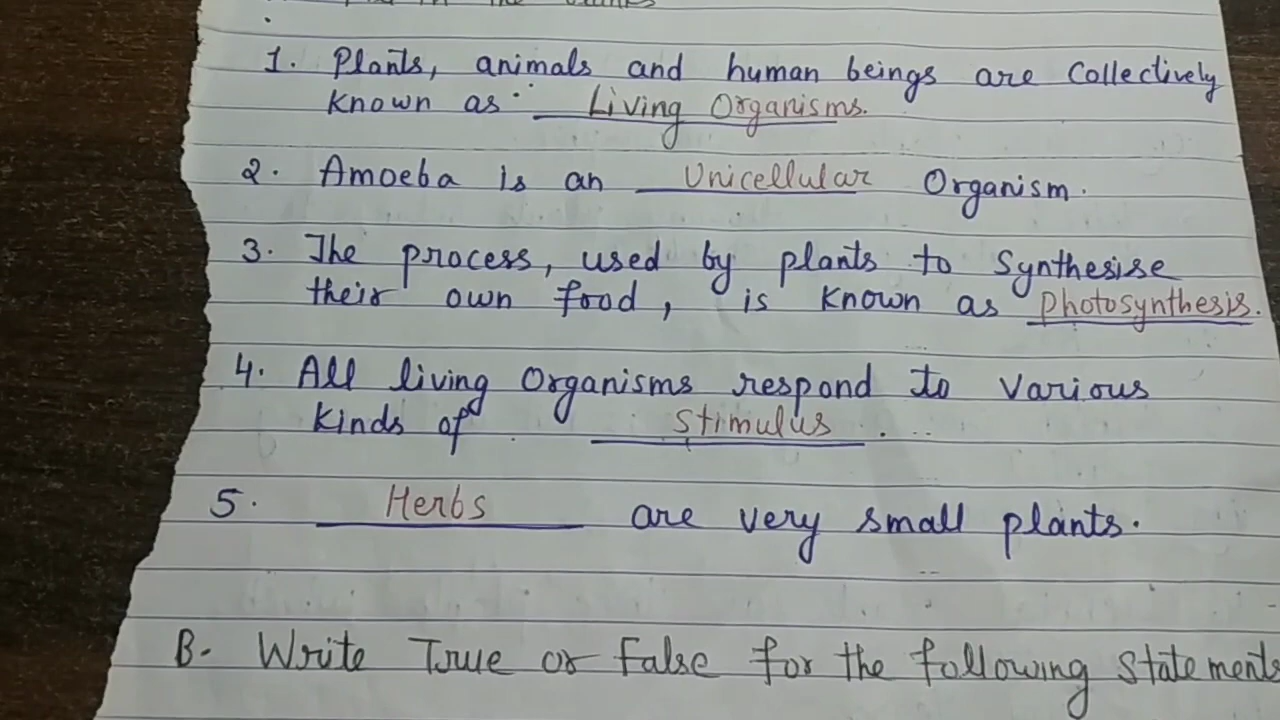 1. Plants, animals and human beings are Collectively
Known as Living Organisms.
2. Amoeba is an Unicellular Organism.
3. The process, used by plants to Synthesise
their own food, is known as photosynthesis.
4. All living Organisms respond to Various
Kinds of Stimulus.
5. Herbs are very small plants.
B. Write True or False for the following Statements